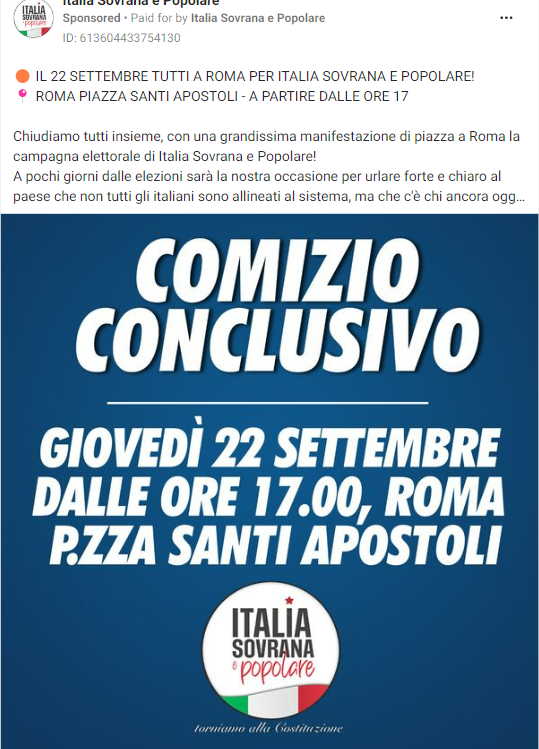 Italia Sovrana e Popolare
Sponsored • Paid for by Italia Sovrana e Popolare
ID: 613604433754130
IL 22 SETTEMBRE TUTTI A ROMA PER ITALIA SOVRANA E POPOLARE!
ROMA PIAZZA SANTI APOSTOLI - A PARTIRE DALLE ORE 17
Chiudiamo tutti insieme, con una grandissima manifestazione di piazza a Roma la
campagna elettorale di Italia Sovrana e Popolare!
A pochi giorni dalle elezioni sarà la nostra occasione per urlare forte e chiaro al
paese che non tutti gli italiani sono allineati al sistema, ma che c'è chi ancora ogg...
COMIZIO
CONCLUSIVO
GIOVEDÌ 22 SETTEMBRE
DALLE ORE 17.00, ROMA
P.ZZA SANTI APOSTOLI
ITALIA
SOVRANA
e popolare
torniamo alla Costituzione